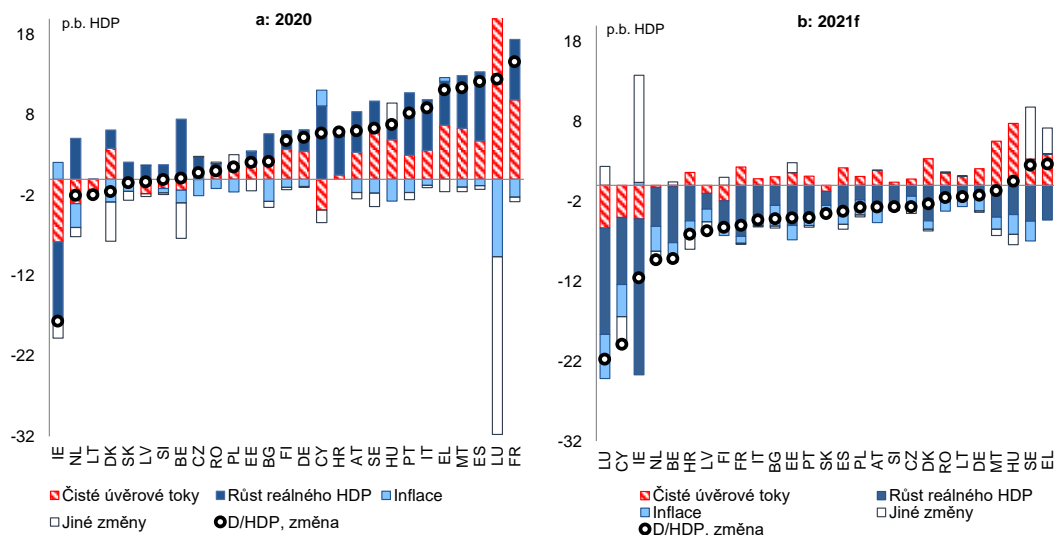 p.b. HDP
a: 2020
18
8
-2
-12
-22
-32
IE NL LT DK SK LV SI BE CZ RO PL EE BG FI DE CY HR AT SE HU PT IT EL MT ES LU FR
Čisté úvěrové toky
Růst reálného HDP
Inflace
Jiné změny
D/HDP, změna
p.b. HDP
b: 2021f
18
8
-2
-12
-22
-32
LU CY IE NL BE HR LV FI FR IT BG EE PT SK ES PL AT SI CZ DK RO LT DE MT HU SE EL
Čisté úvěrové toky
Růst reálného HDP
Inflace
Jiné změny
D/HDP, změna